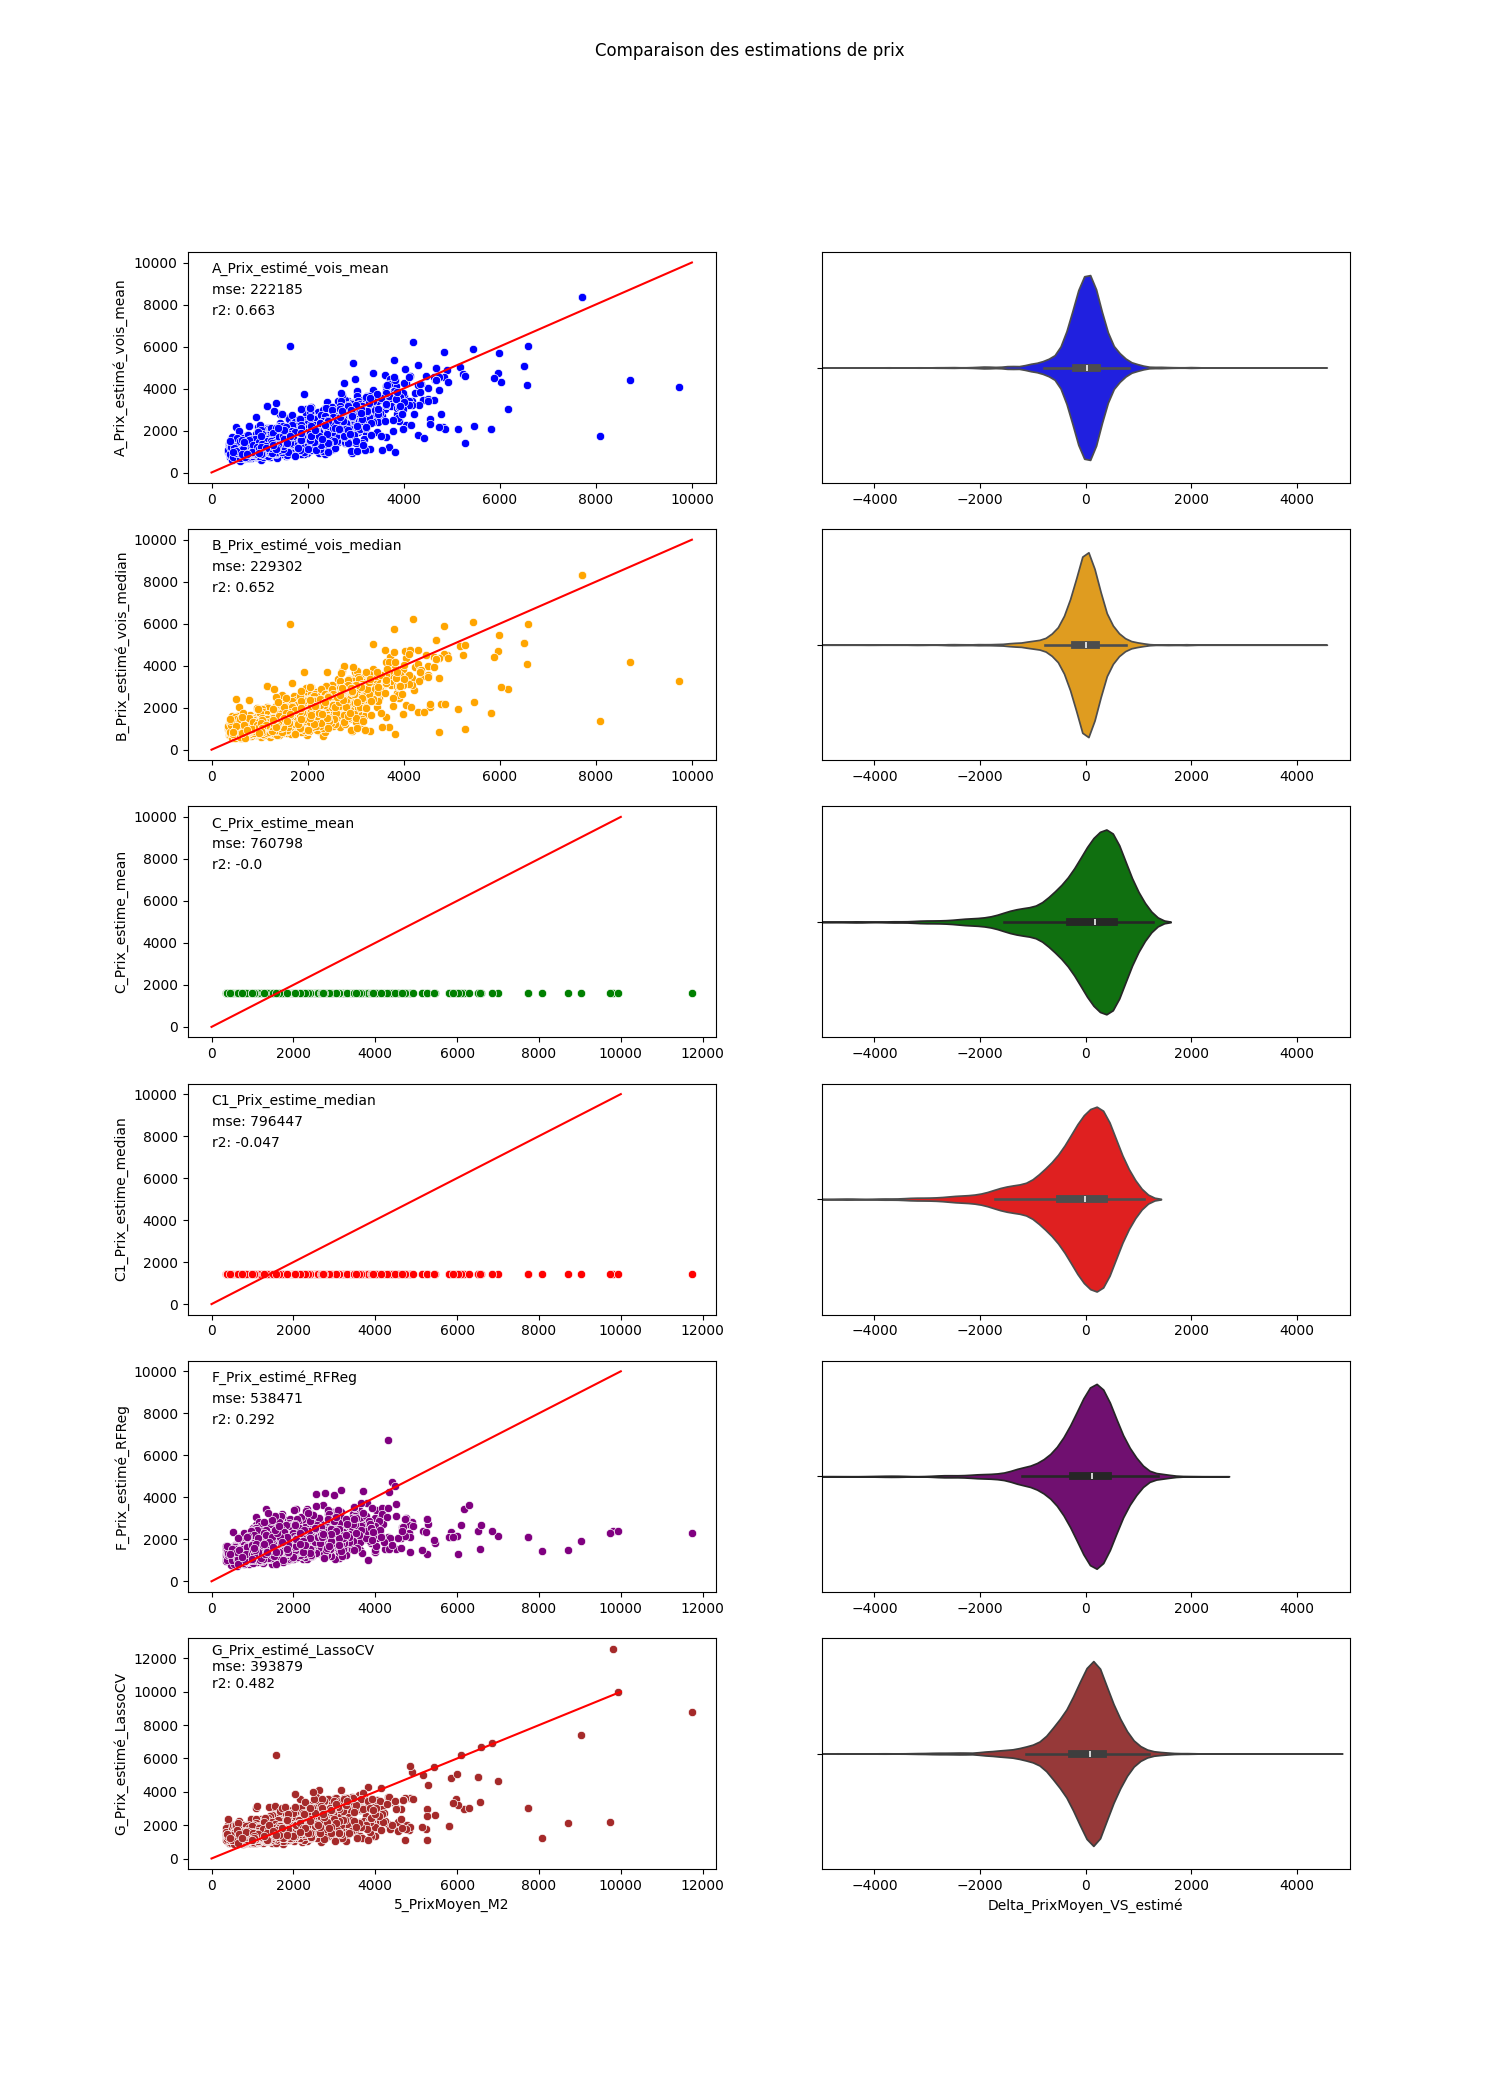 Comparaison des estimations de prix
A_Prix_estimé_vois_mean
10000
8000
6000
4000
2000
0
A_Prix_estimé_vois_mean
mse: 222185
r2: 0.663
0 2000 4000 6000 8000 10000
−4000 −2000 0 2000 4000
B_Prix_estimé_vois_median
10000
8000
6000
4000
2000
0
B_Prix_estimé_vois_median
mse: 229302
r2: 0.652
0 2000 4000 6000 8000 10000
−4000 −2000 0 2000 4000
C_Prix_estime_mean
10000
8000
6000
4000
2000
0
C_Prix_estime_mean
mse: 760798
r2: -0.0
0 2000 4000 6000 8000 10000 12000
−4000 −2000 0 2000 4000
C1_Prix_estime_median
10000
8000
6000
4000
2000
0
C1_Prix_estime_median
mse: 796447
r2: -0.047
0 2000 4000 6000 8000 10000 12000
−4000 −2000 0 2000 4000
F_Prix_estimé_RFReg
10000
8000
6000
4000
2000
0
F_Prix_estimé_RFReg
mse: 538471
r2: 0.292
0 2000 4000 6000 8000 10000 12000
−4000 −2000 0 2000 4000
G_Prix_estimé_LassoCV
12000
10000
8000
6000
4000
2000
0
G_Prix_estimé_LassoCV
mse: 393879
r2: 0.482
0 2000 4000 6000 8000 10000 12000
5_PrixMoyen_M2
−4000 −2000 0 2000 4000
Delta_PrixMoyen_VS_estimé